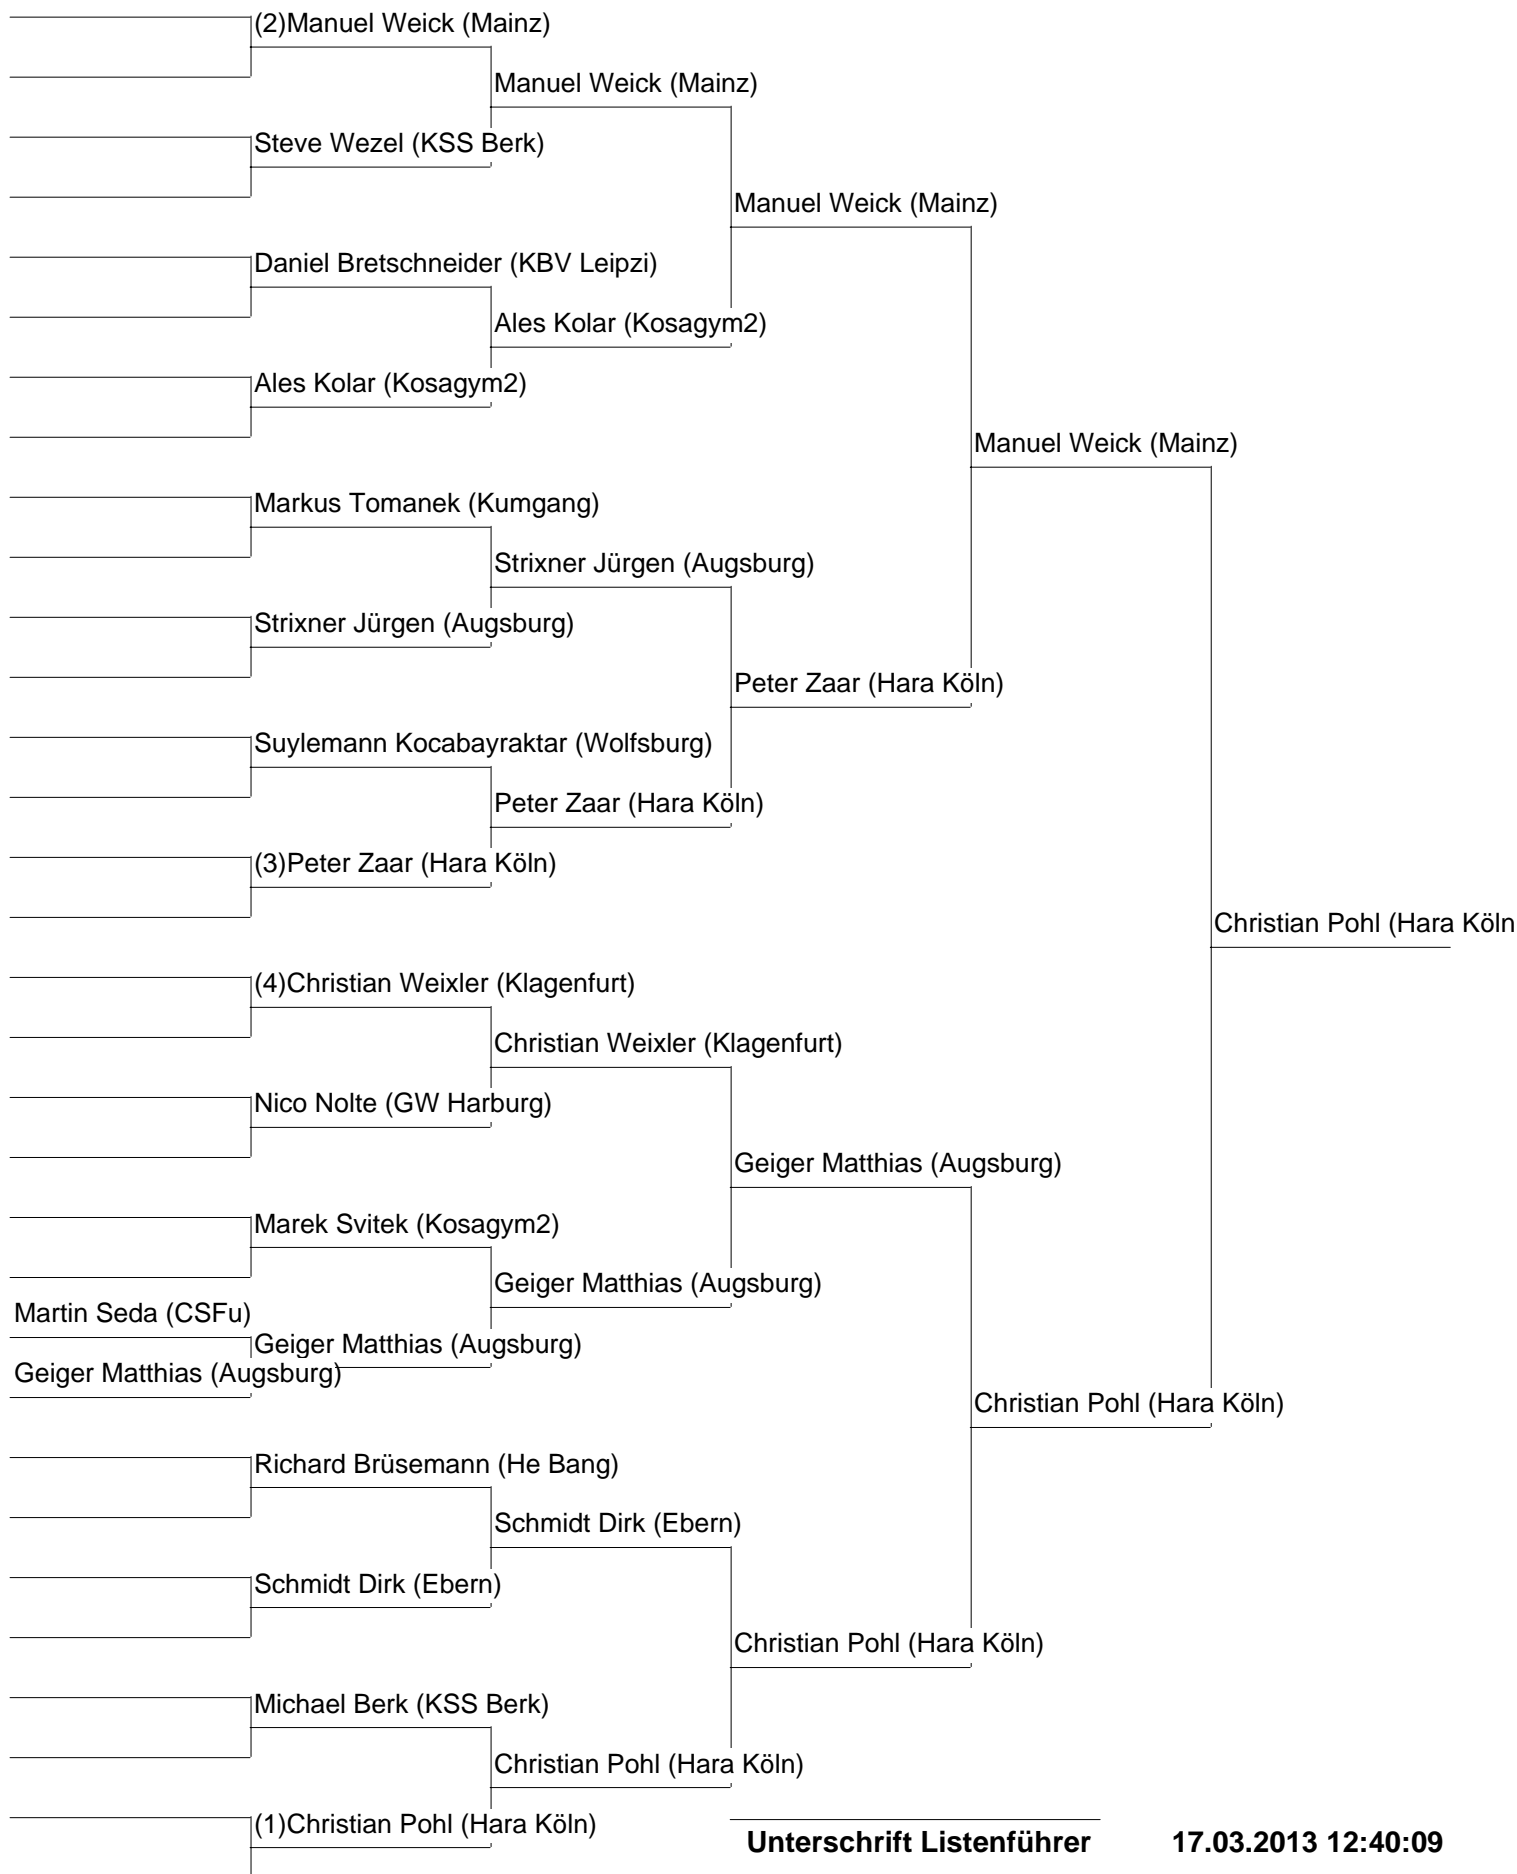 (2)Manuel Weick (Mainz)
Manuel Weick (Mainz)
Steve Wezel (KSS Berk)
Manuel Weick (Mainz)
Daniel Bretschneider (KBV Leipzi)
Ales Kolar (Kosagym2)
Ales Kolar (Kosagym2)
Manuel Weick (Mainz)
Markus Tomanek (Kumgang)
Strixner Jürgen (Augsburg)
Strixner Jürgen (Augsburg)
Peter Zaar (Hara Köln)
Suylemann Kocabayraktar (Wolfsburg)
Peter Zaar (Hara Köln)
(3)Peter Zaar (Hara Köln)
Christian Pohl (Hara Köln
(4)Christian Weixler (Klagenfurt)
Christian Weixler (Klagenfurt)
Nico Nolte (GW Harburg)
Geiger Matthias (Augsburg)
Marek Svitek (Kosagym2)
Geiger Matthias (Augsburg)
Martin Seda (CSFu)
Geiger Matthias (Augsburg)
Geiger Matthias (Augsburg)
Christian Pohl (Hara Köln)
Richard Brüsemann (He Bang)
Schmidt Dirk (Ebern)
Schmidt Dirk (Ebern)
Christian Pohl (Hara Köln)
Michael Berk (KSS Berk)
Christian Pohl (Hara Köln)
(1)Christian Pohl (Hara Köln)
Unterschrift Listenführer 17.03.2013 12:40:09